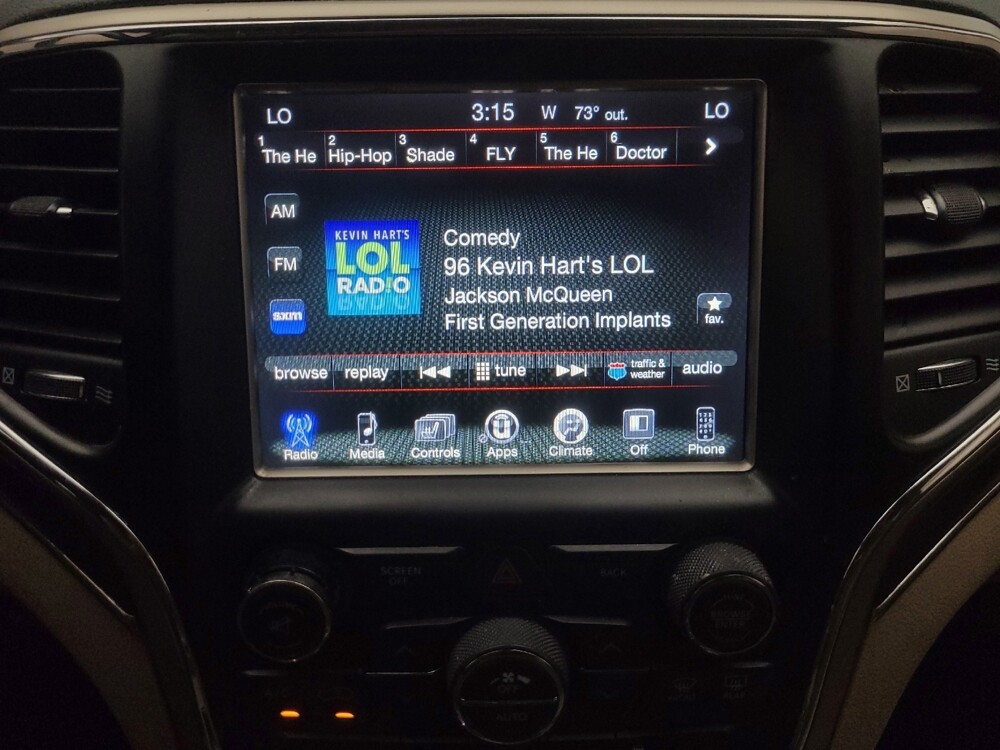 LO 3:15 W 73° out. LO
1 The He 2 Hip-Hop 3 Shade 4 FLY 5 The He 6 Doctor
AM
FM
sxm
KEVIN HART'S
LOL
RADIO
Comedy
96 Kevin Hart's LOL
Jackson McQueen
First Generation Implants
fav.
browse replay tune traffic & weather audio
Radio Media Controls Apps Climate Off Phone
SCREEN
OFF
BACK
OFF
AUTO